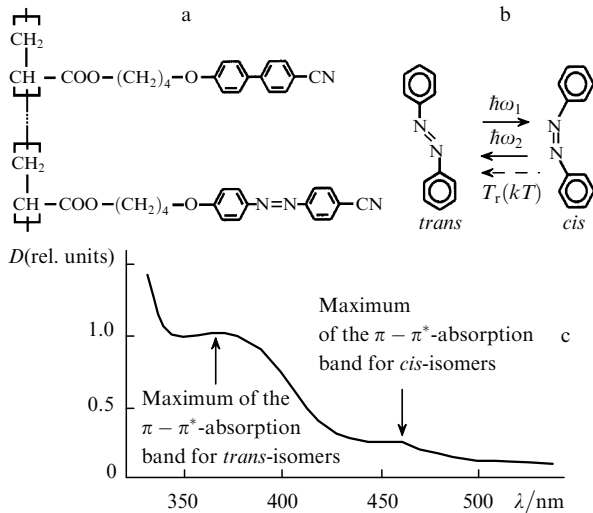 a
CH₂
CH—COO—(CH₂)₄—O—CN
CH₂
CH—COO—(CH₂)₄—O—N=N—CN
b
N
N
trans
ħω₁
ħω₂
Tᵣ(kT)
N
N
cis
c
D(rel. units)
1.0
0.5
0
Maximum of the
π − π*-absorption
band for trans-isomers
Maximum
of the π − π*-absorption
band for cis-isomers
350 400 450 500 λ/nm